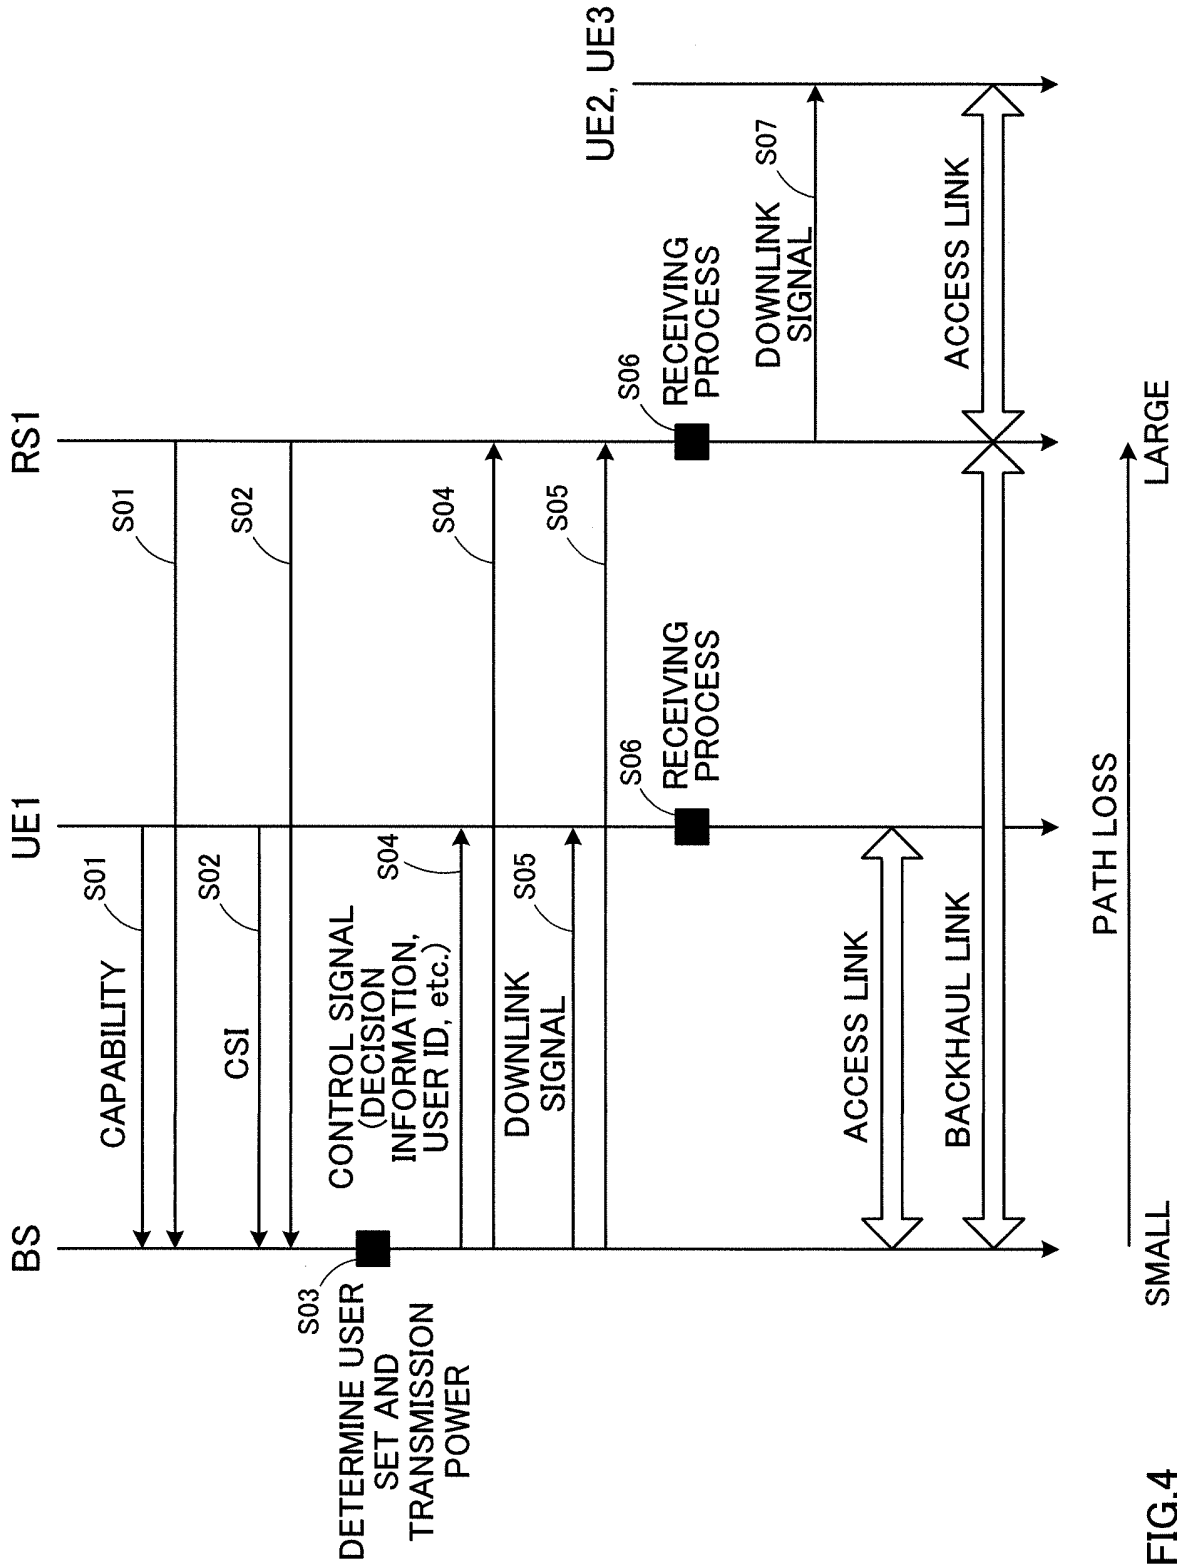 BS
UE1
RS1
UE2, UE3
CAPABILITY
S01
S01
CSI
S02
S02
S03
DETERMINE USER
SET AND
TRANSMISSION
POWER
CONTROL SIGNAL
(DECISION
INFORMATION,
USER ID, etc.)
S04
S04
DOWNLINK
SIGNAL
S05
S05
S06
RECEIVING
PROCESS
S06
RECEIVING
PROCESS
DOWNLINK
SIGNAL
S07
ACCESS LINK
BACKHAUL LINK
ACCESS LINK
PATH LOSS
SMALL
LARGE
FIG.4